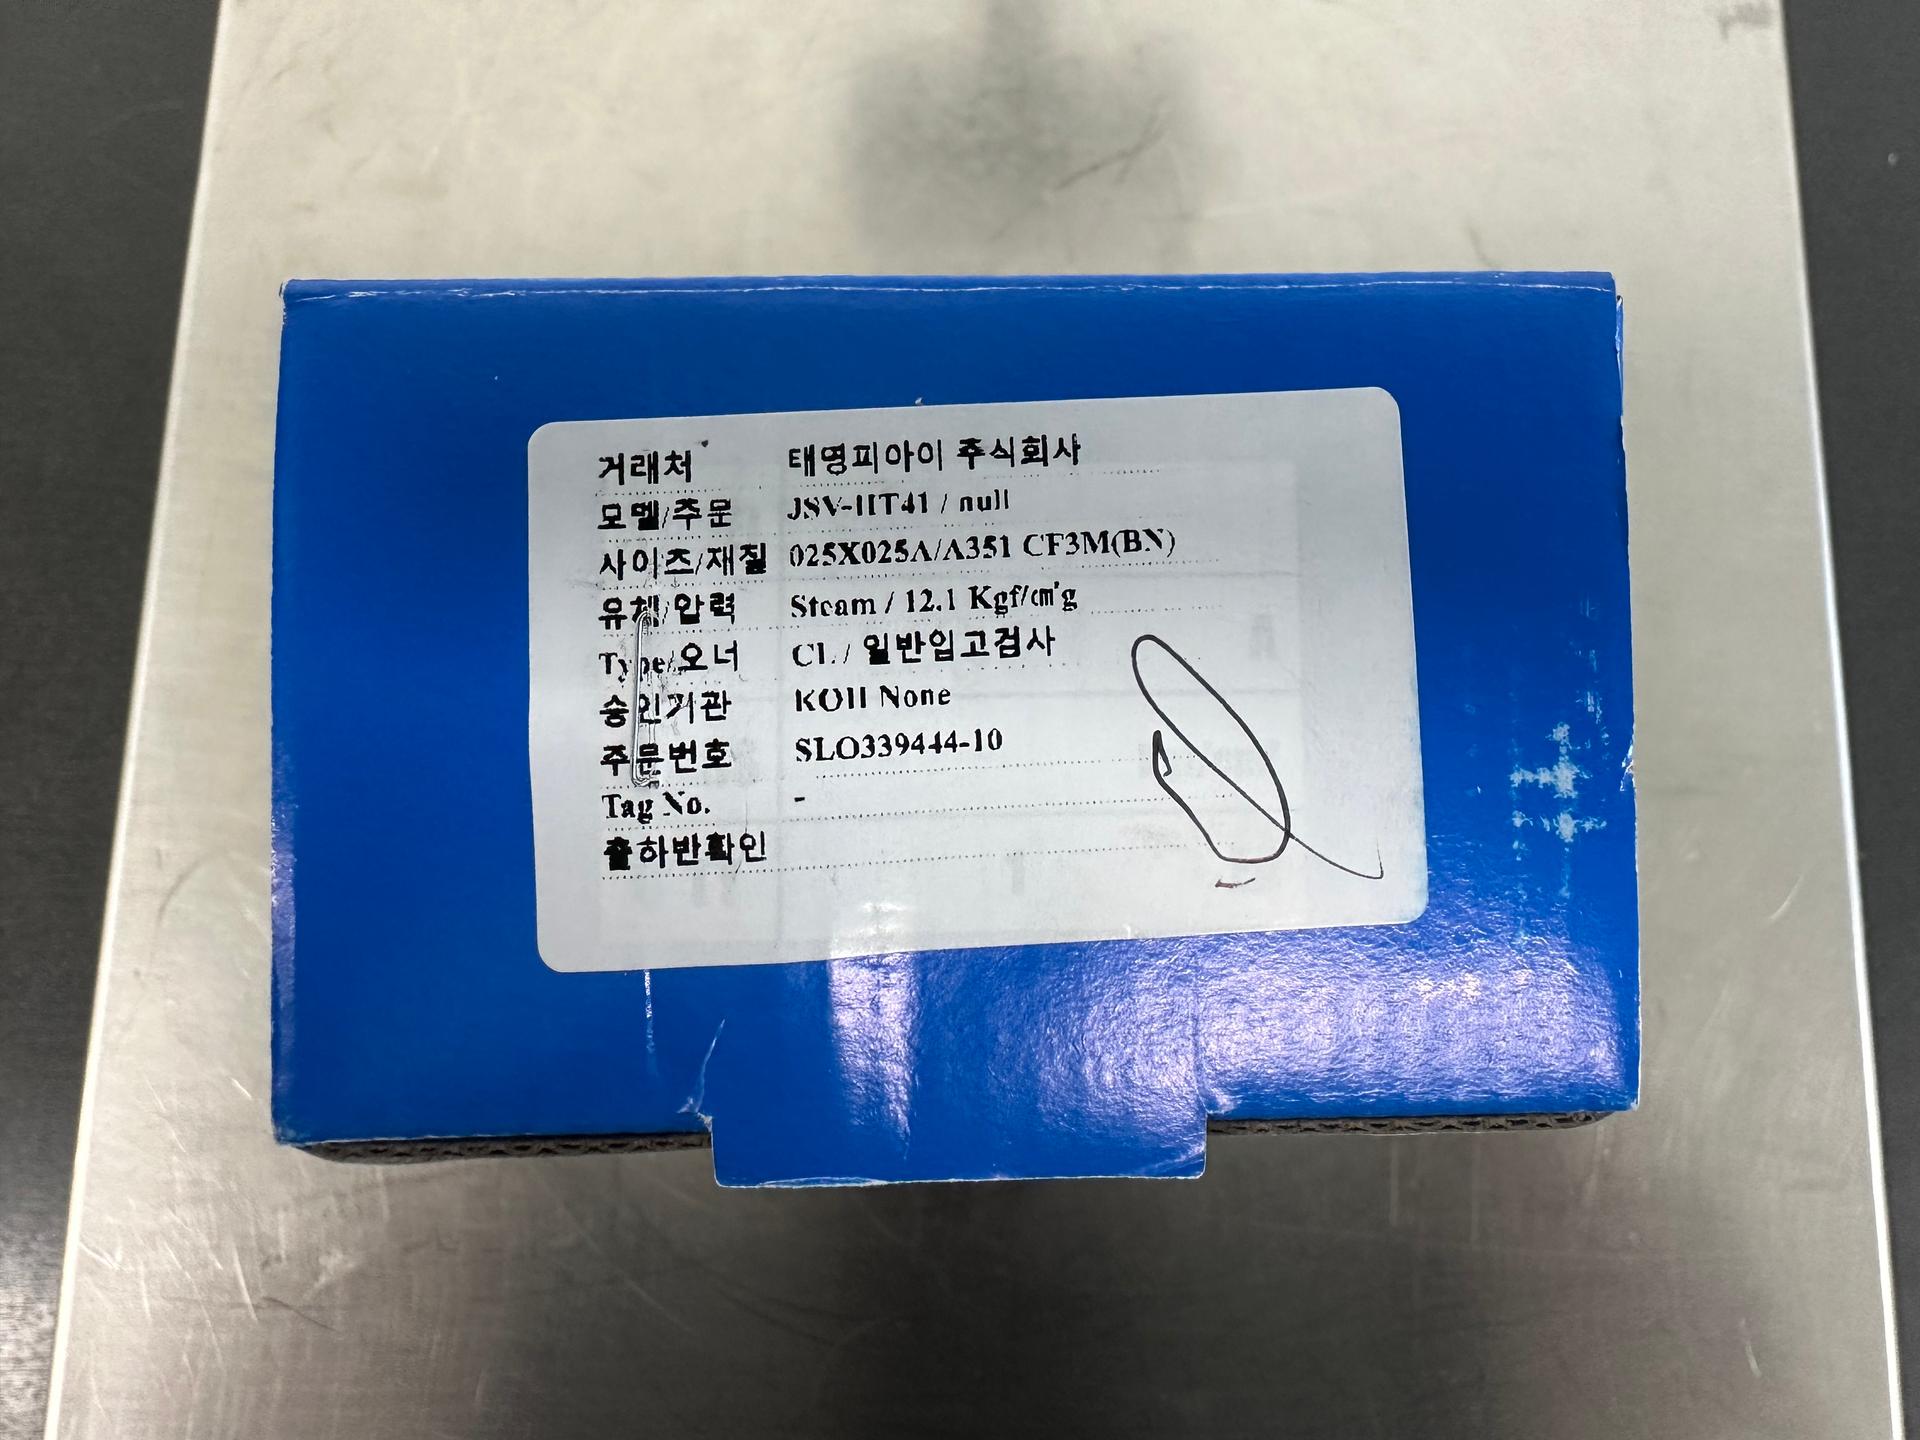 거래처 태영피아이 주식회사
모델/주문 JSV-HT41 / null
사이즈/재질 025X025A/A351 CF3M(BN)
유체/압력 Steam / 12.1 Kgf/㎠g
Type/오너 CL / 일반입고검사
승인기관 KOII None
주문번호 SLO339444-10
Tag No. -
출하반확인